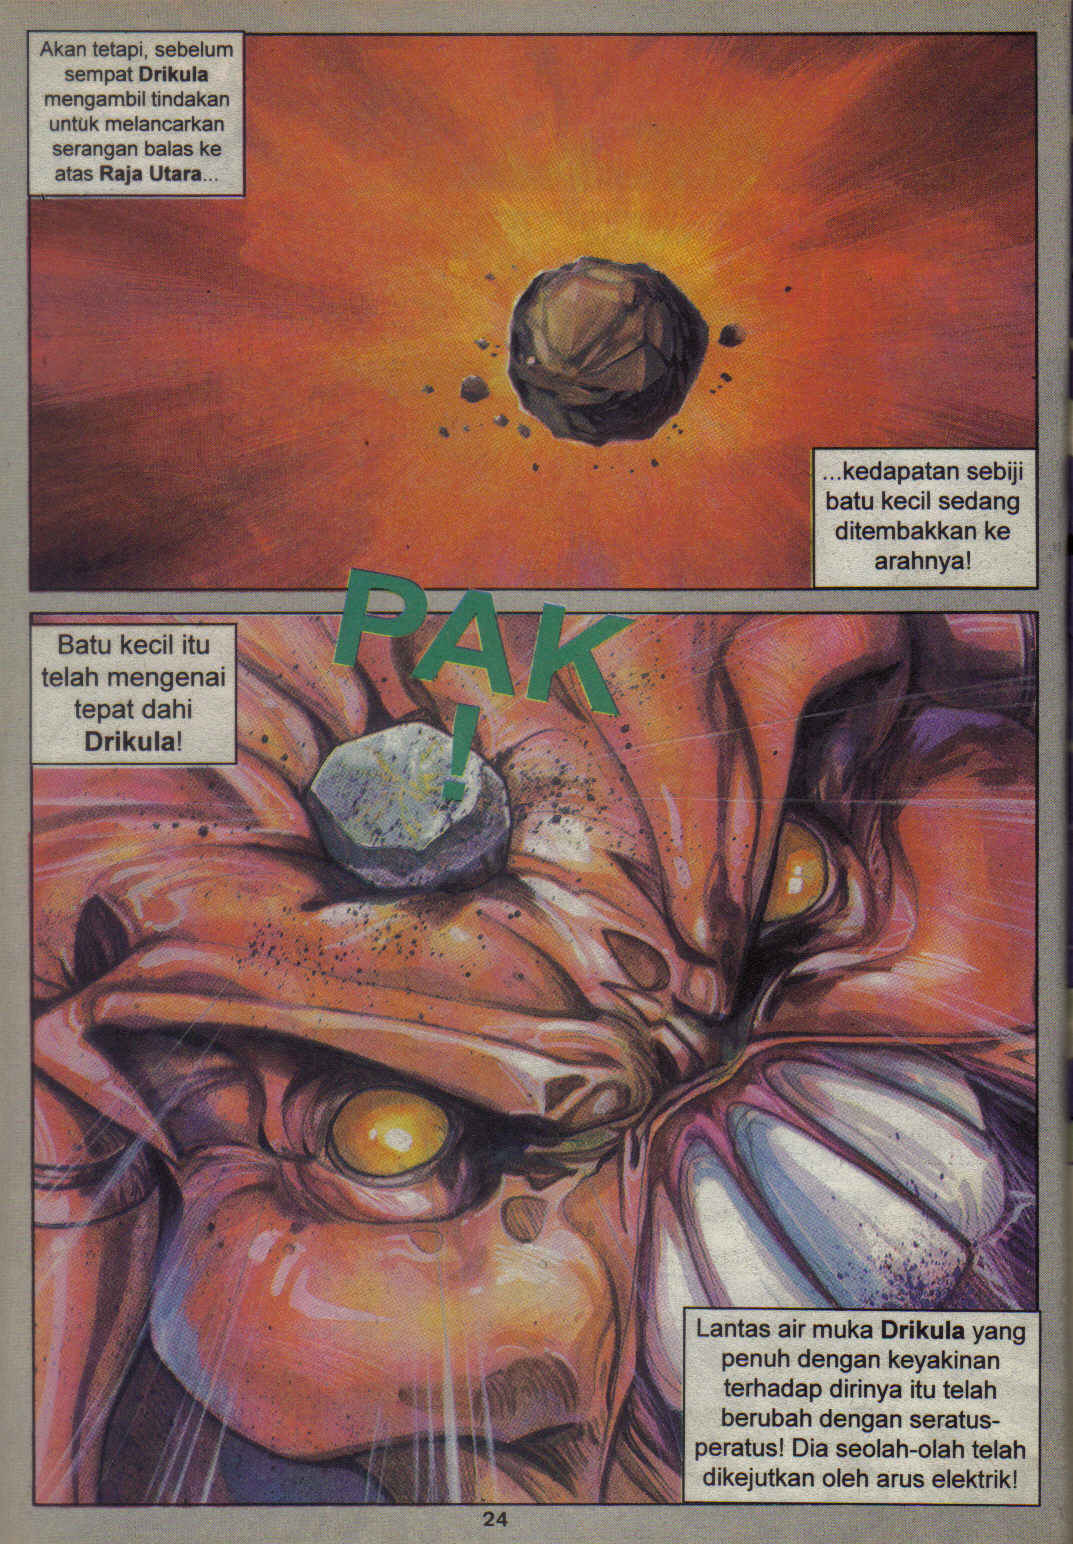 Akan tetapi, sebelum
sempat Drikula
mengambil tindakan
untuk melancarkan
serangan balas ke
atas Raja Utara...
...kedapatan sebiji
batu kecil sedang
ditembakkan ke
arahnya!
PAK
!
Batu kecil itu
telah mengenai
tepat dahi
Drikula!
Lantas air muka Drikula yang
penuh dengan keyakinan
terhadap dirinya itu telah
berubah dengan seratus-
peratus! Dia seolah-olah telah
dikejutkan oleh arus elektrik!
24